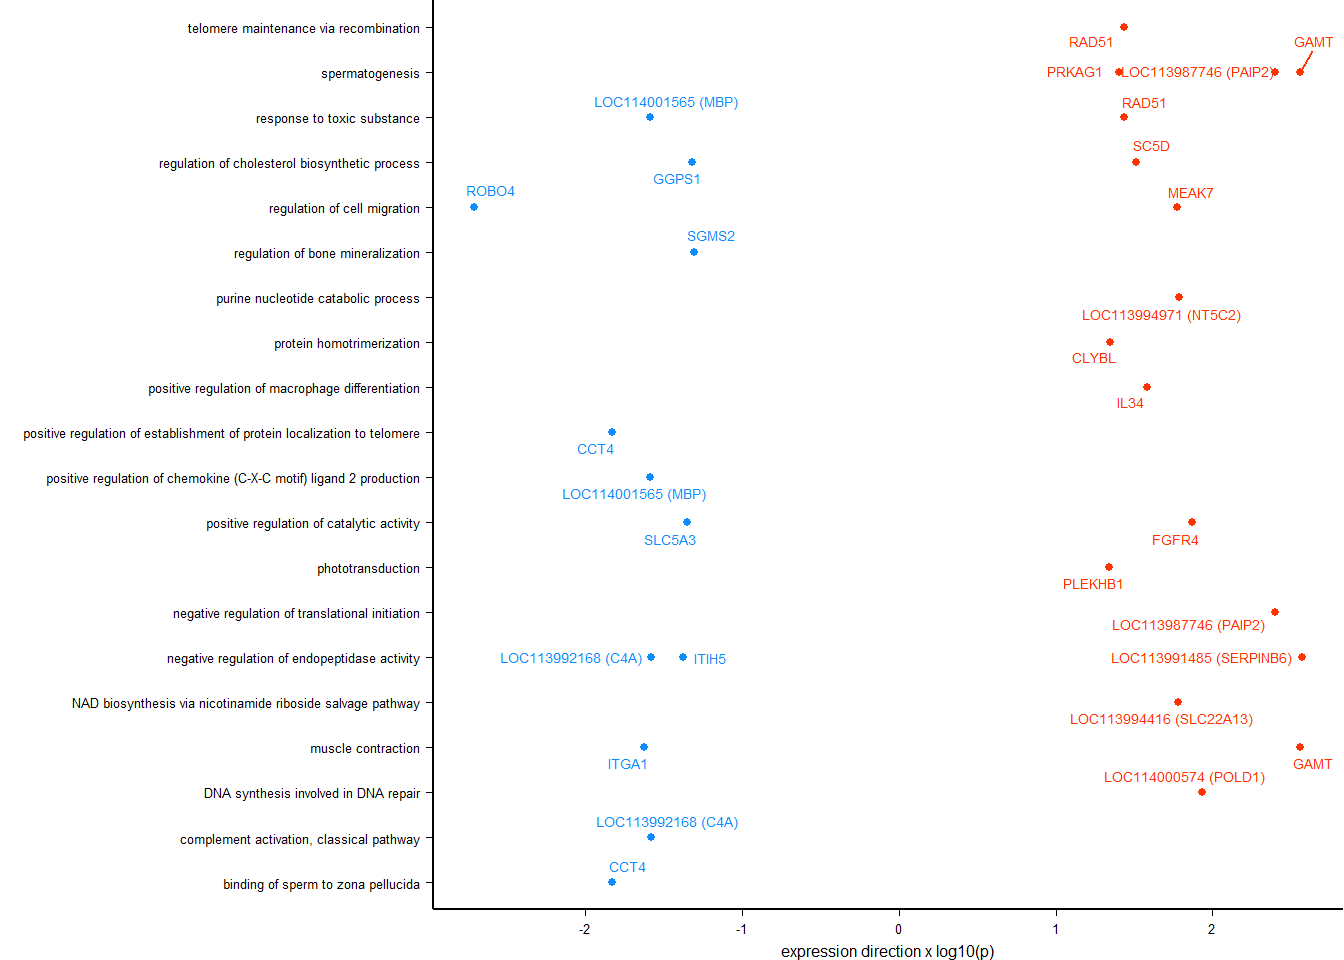 telomere maintenance via recombination
RAD51
GAMT
spermatogenesis
PRKAG1
LOC113987746 (PAIP2)
LOC114001565 (MBP)
RAD51
response to toxic substance
SC5D
regulation of cholesterol biosynthetic process
GGPS1
ROBO4
MEAK7
regulation of cell migration
SGMS2
regulation of bone mineralization
purine nucleotide catabolic process
LOC113994971 (NT5C2)
protein homotrimerization
CLYBL
positive regulation of macrophage differentiation
IL34
positive regulation of establishment of protein localization to telomere
CCT4
positive regulation of chemokine (C-X-C motif) ligand 2 production
LOC114001565 (MBP)
positive regulation of catalytic activity
SLC5A3
FGFR4
phototransduction
PLEKHB1
negative regulation of translational initiation
LOC113987746 (PAIP2)
negative regulation of endopeptidase activity
LOC113992168 (C4A)
ITIH5
LOC113991485 (SERPINB6)
NAD biosynthesis via nicotinamide riboside salvage pathway
LOC113994416 (SLC22A13)
muscle contraction
ITGA1
GAMT
LOC114000574 (POLD1)
DNA synthesis involved in DNA repair
LOC113992168 (C4A)
complement activation, classical pathway
CCT4
binding of sperm to zona pellucida
-2
-1
0
1
2
expression direction x log10(p)